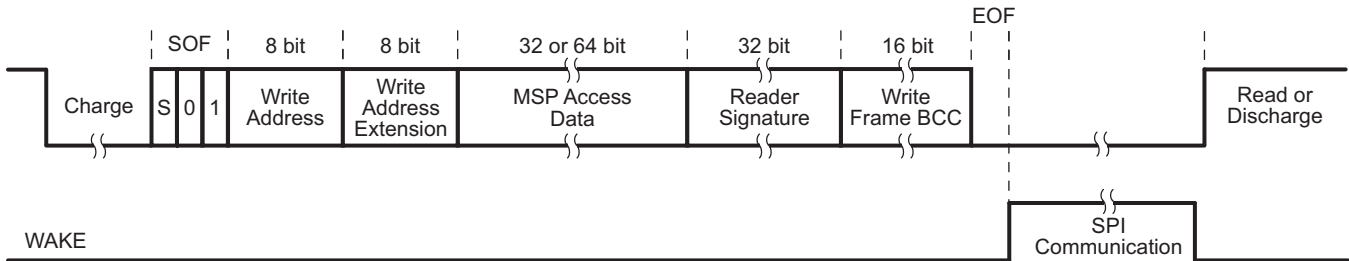 EOF
SOF
8 bit
8 bit
32 or 64 bit
32 bit
16 bit
Charge
S
0
1
Write
Address
Write
Address
Extension
MSP Access
Data
Reader
Signature
Write
Frame BCC
Read or
Discharge
WAKE
SPI
Communication